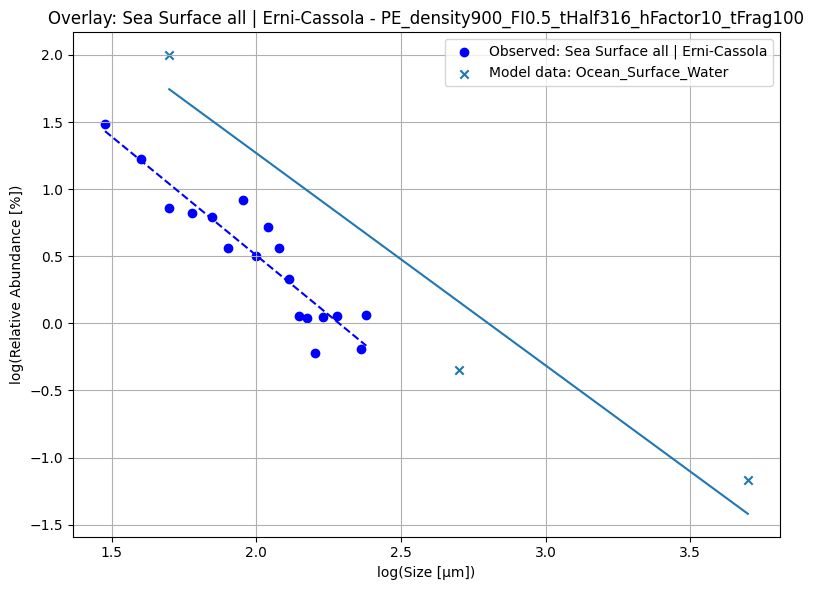 Overlay: Sea Surface all | Erni-Cassola - PE_density900_FI0.5_tHalf316_hFactor10_tFrag100
Observed: Sea Surface all | Erni-Cassola
Model data: Ocean_Surface_Water
log(Relative Abundance [%])
2.0
1.5
1.0
0.5
0.0
−0.5
−1.0
−1.5
1.5 2.0 2.5 3.0 3.5
log(Size [μm])